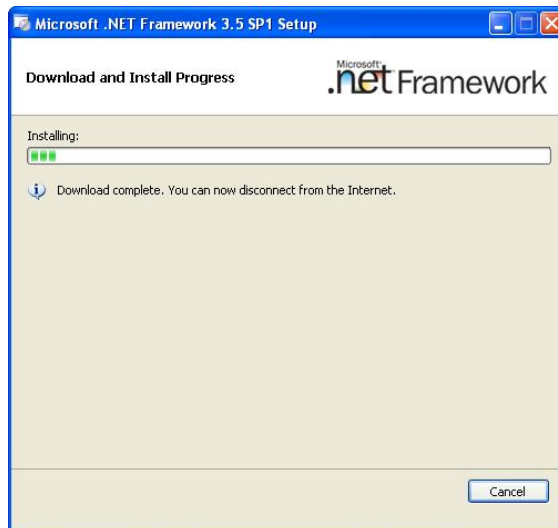 Microsoft .NET Framework 3.5 SP1 Setup
Download and Install Progress
Microsoft
.net Framework
Installing:
Download complete. You can now disconnect from the Internet.
Cancel